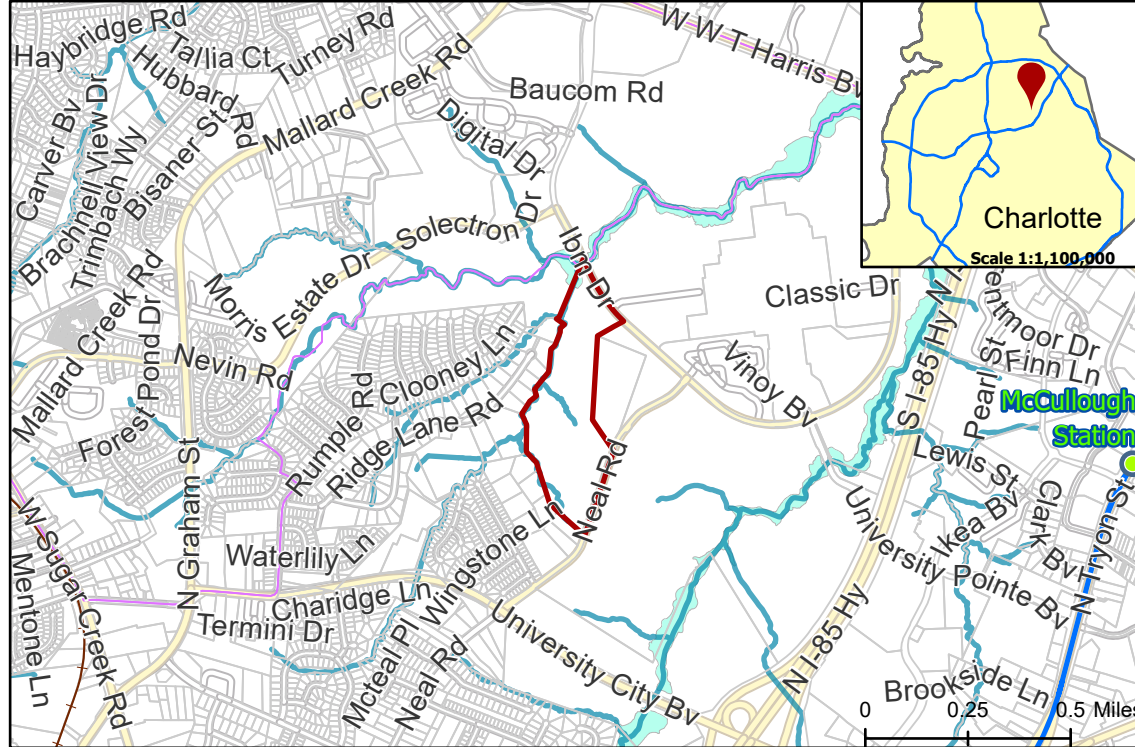 Haybridge Rd
Tallia Ct
Turney Rd
Hubbard Rd
Mallard Creek Rd
W W T Harris Bv
Baucom Rd
Digital Dr
Carver Bv
Brachnell View Dr
Trimbach Wy
Bisaner St
Solectron Dr
Ibm Dr
Morris Estate Dr
Mallard Creek Rd
Forest Pond Dr
Nevin Rd
Rumple Rd
Clooney Ln
Ridge Lane Rd
Classic Dr
Vinoy Bv
S I-85 Hy
Pearl St
Finn Ln
McCullough
Station
Lewis St
Clark Bv
Ikea Bv
University Pointe Bv
N Tryon St
Neal Rd
Wingstone Ln
N Graham St
Waterlily Ln
Charidge Ln
Termini Dr
W Sugar Creek Rd
Mentone Ln
Mcteal Pl
Neal Rd
University City Bv
N I-85 Hy
Brookside Ln
0 0.25 0.5 Miles
Charlotte
Scale 1:1,100,000